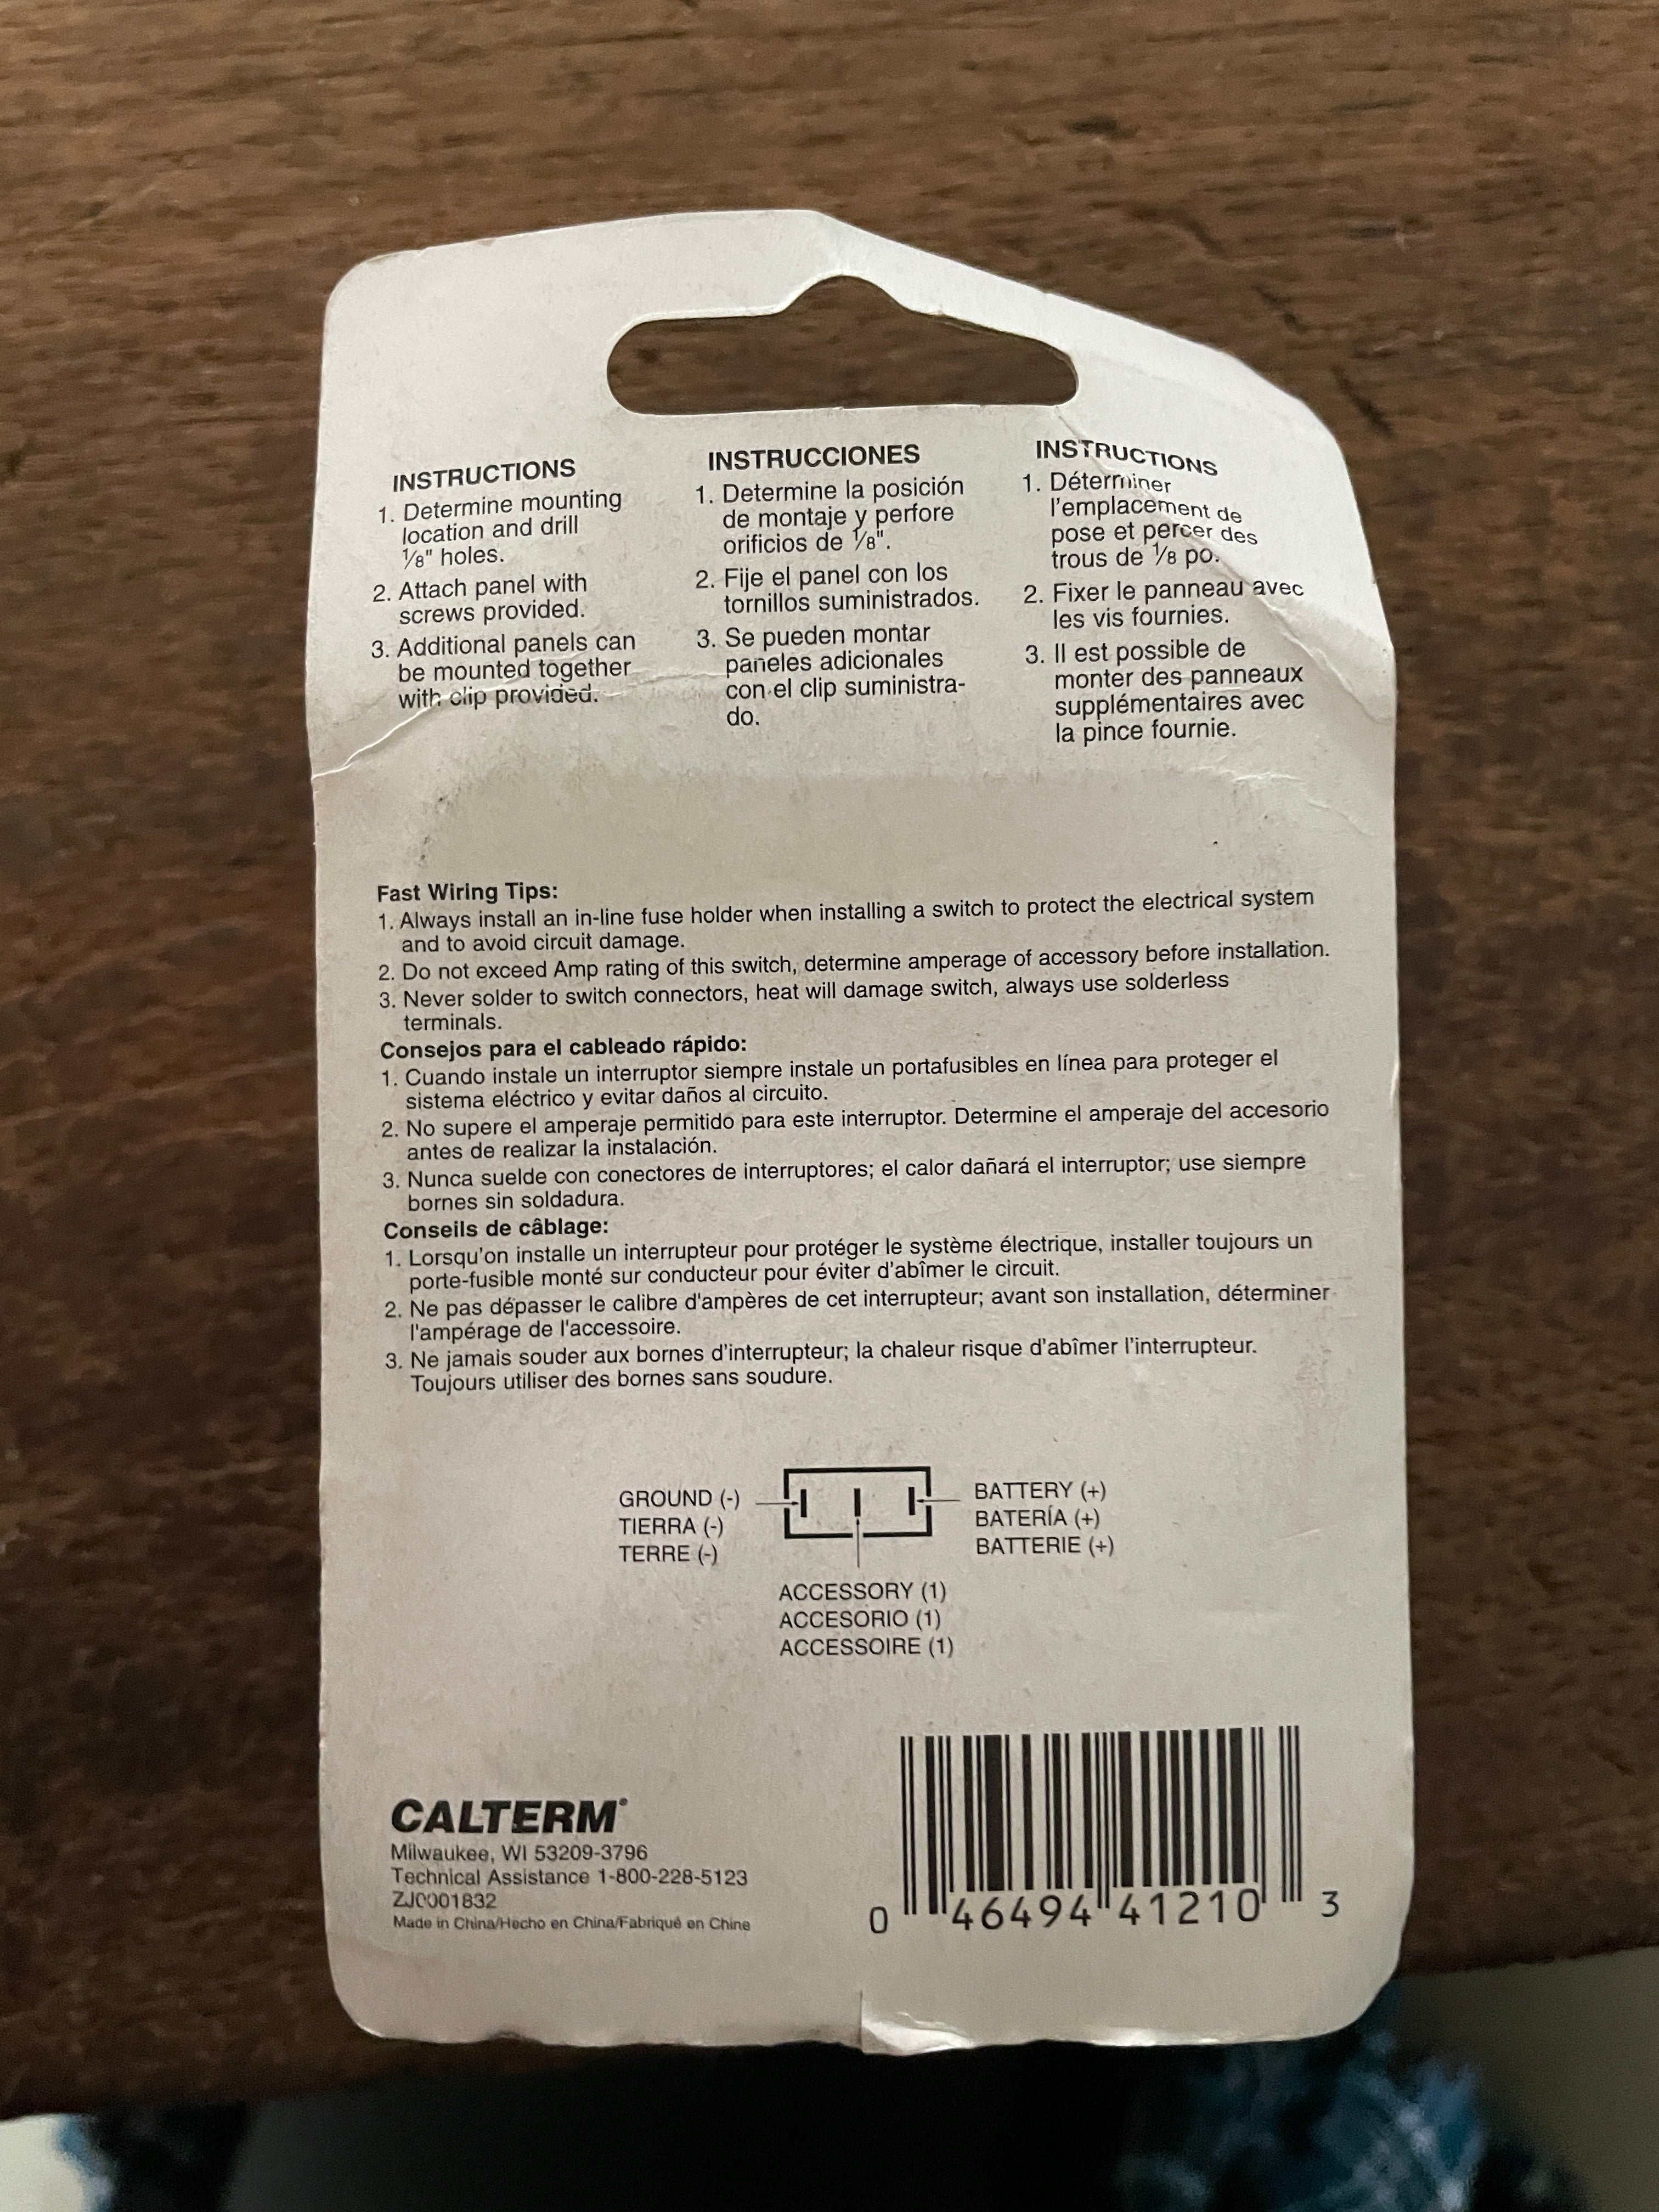 INSTRUCTIONS
1. Determine mounting
location and drill
1/8" holes.
2. Attach panel with
screws provided.
3. Additional panels can
be mounted together
with clip provided.
INSTRUCCIONES
1. Determine la posición
de montaje y perfore
orificios de 1/8".
2. Fije el panel con los
tornillos suministrados.
3. Se pueden montar
paneles adicionales
con el clip suministra-
do.
INSTRUCTIONS
1. Déterminer
l'emplacement de
pose et percer des
trous de 1/8 po.
2. Fixer le panneau avec
les vis fournies.
3. Il est possible de
monter des panneaux
supplémentaires avec
la pince fournie.
Fast Wiring Tips:
1. Always install an in-line fuse holder when installing a switch to protect the electrical system
and to avoid circuit damage.
2. Do not exceed Amp rating of this switch, determine amperage of accessory before installation.
3. Never solder to switch connectors, heat will damage switch, always use solderless
terminals.
Consejos para el cableado rápido:
1. Cuando instale un interruptor siempre instale un portafusibles en línea para proteger el
sistema eléctrico y evitar daños al circuito.
2. No supere el amperaje permitido para este interruptor. Determine el amperaje del accesorio
antes de realizar la instalación.
3. Nunca suelde con conectores de interruptores; el calor dañará el interruptor; use siempre
bornes sin soldadura.
Conseils de câblage:
1. Lorsqu'on installe un interrupteur pour protéger le système électrique, installer toujours un
porte-fusible monté sur conducteur pour éviter d'abîmer le circuit.
2. Ne pas dépasser le calibre d'ampères de cet interrupteur; avant son installation, déterminer
l'ampérage de l'accessoire.
3. Ne jamais souder aux bornes d'interrupteur; la chaleur risque d'abîmer l'interrupteur.
Toujours utiliser des bornes sans soudure.
GROUND (-)
TIERRA (-)
TERRE (-)
BATTERY (+)
BATERÍA (+)
BATTERIE (+)
ACCESSORY (1)
ACCESORIO (1)
ACCESSOIRE (1)
CALTERM®
Milwaukee, WI 53209-3796
Technical Assistance 1-800-228-5123
ZJ0001832
Made in China/Hecho en China/Fabriqué en Chine
0 46494 41210 3